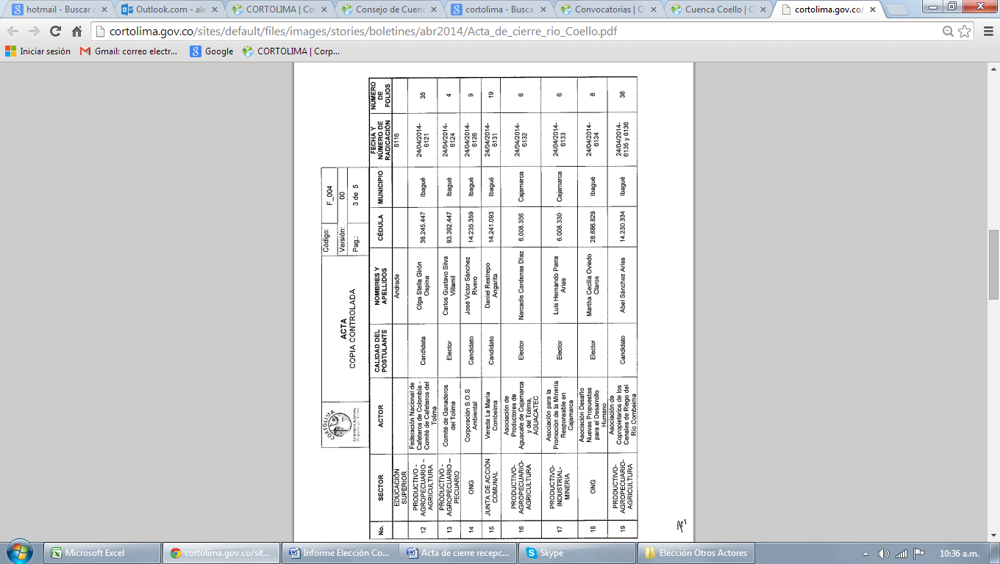 hotmail - Buscar c
Outlook.com - ale
CORTOLIMA | Co
Consejo de Cuenc
cortolima - Busca
Convocatorias | C
Cuenca Coello | C
cortolima.gov.co/
cortolima.gov.co/sites/default/files/images/stories/boletines/abr2014/Acta_de_cierre_rio_Coello.pdf
Iniciar sesión
Gmail: correo electr...
Google
CORTOLIMA | Corp...
CORTOLIMA
ACTA
COPIA CONTROLADA
Código: F_004
Versión: 00
Pag.: 3 de 5
No. SECTOR ACTOR CALIDAD DEL POSTULANTE NOMBRES Y APELLIDOS CÉDULA MUNICIPIO FECHA Y NÚMERO DE RADICACIÓN NÚMERO DE FOLIOS
EDUCACIÓN SUPERIOR Andrade 6116
12 PRODUCTIVO - AGROPECUARIO – AGRICULTURA Federación Nacional de Cafeteros de Colombia - Comité de Cafeteros del Tolima Candidata Olga Stella Girón Ospina 38.245.447 Ibagué 24/04/2014- 6121 35
13 PRODUCTIVO - AGROPECUARIO – PECUARIO Comité de Ganaderos del Tolima Elector Carlos Gustavo Silva Villamil 93.392.447 Ibagué 24/04/2014- 6124 4
14 ONG Corporación S.O.S Ambiental Candidato José Víctor Sánchez Rivero 14.235.359 Ibagué 24/04/2014- 6126 9
15 JUNTA DE ACCIÓN COMUNAL Vereda La María Combeima Candidato Daniel Restrepo Angarita 14.241.093 Ibagué 24/04/2014- 6131 19
16 PRODUCTIVO- AGROPECUARIO- AGRICULTURA Asociación de Productores de Aguacate de Cajamarca y del Tolima, AGUACATEC Elector Narcadis Cardenas Díaz 6.008.356 Cajamarca 24/04/2014- 6132 6
17 PRODUCTIVO- INDUSTRIAL- MINERIA Asociación para la Promoción de la Minería Responsable en Cajamarca Elector Luis Hernando Parra Arias 6.008.330 Cajamarca 24/04/2014- 6133 6
18 ONG Asociación Desafío Nuevas Propuestas para el Desarrollo Humano Elector Martha Cecilia Oviedo Claros 28.686.829 Ibagué 24/04/2014- 6134 8
19 PRODUCTIVO- AGROPECUARIO- AGRICULTURA Asociación de Copropietarios de los Canales de Riego del Río Combeima Candidato Abel Sánchez Arias 14.230.334 Ibagué 24/04/2014- 6135 y 6136 36
Microsoft Excel
cortolima.gov.co/sit...
Informe Elección Co...
Acta de cierre recepc...
Skype
Elección Otros Actores
10:36 a.m.